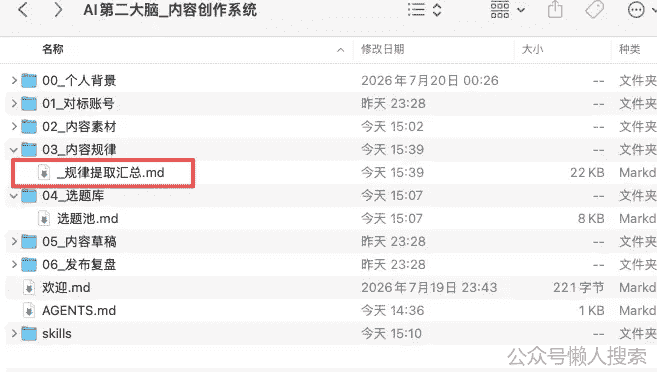 AI第二大脑_内容创作系统
名称 修改日期 大小 种类
00_个人背景 2026年7月20日 00:26 -- 文件夹
01_对标账号 昨天 23:28 -- 文件夹
02_内容素材 今天 15:02 -- 文件夹
03_内容规律 今天 15:39 -- 文件夹
_规律提取汇总.md 今天 15:39 22 KB Markd
04_选题库 今天 15:07 -- 文件夹
选题池.md 今天 15:07 8 KB Markd
05_内容草稿 昨天 23:28 -- 文件夹
06_发布复盘 昨天 23:28 -- 文件夹
欢迎.md 2026年7月19日 23:43 221 字节 Markd
AGENTS.md 今天 14:36 1 KB Markd
skills 今天 15:10 -- 文件夹
公众号懒人搜索